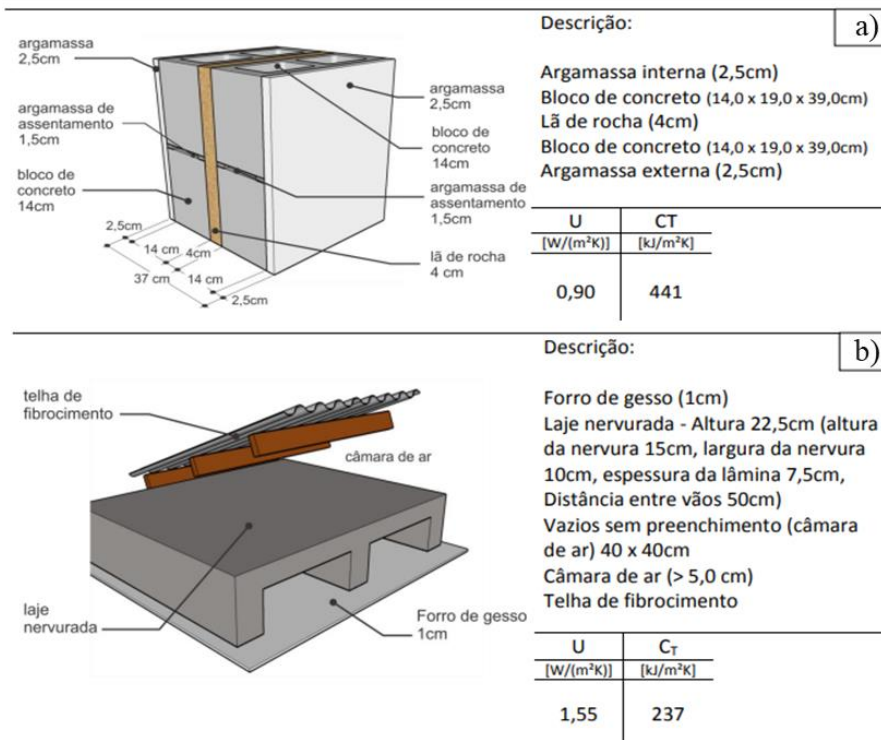 argamassa
2,5cm
argamassa de
assentamento
1,5cm
bloco de
concreto
14cm
2,5cm
14 cm
4cm
37 cm
14 cm
2,5cm
argamassa
2,5cm
bloco de
concreto
14cm
argamassa de
assentamento
1,5cm
lã de rocha
4 cm
Descrição:
a)
Argamassa interna (2,5cm)
Bloco de concreto (14,0 x 19,0 x 39,0cm)
Lã de rocha (4cm)
Bloco de concreto (14,0 x 19,0 x 39,0cm)
Argamassa externa (2,5cm)
U CT
[W/(m²K)] [kJ/m²K]
0,90 441
telha de
fibrocimento
câmara de ar
laje
nervurada
Forro de gesso
1cm
Descrição:
b)
Forro de gesso (1cm)
Laje nervurada - Altura 22,5cm (altura
da nervura 15cm, largura da nervura
10cm, espessura da lâmina 7,5cm,
Distância entre vãos 50cm)
Vazios sem preenchimento (câmara
de ar) 40 x 40cm
Câmara de ar (> 5,0 cm)
Telha de fibrocimento
U C_T
[W/(m²K)] [kJ/m²K]
1,55 237